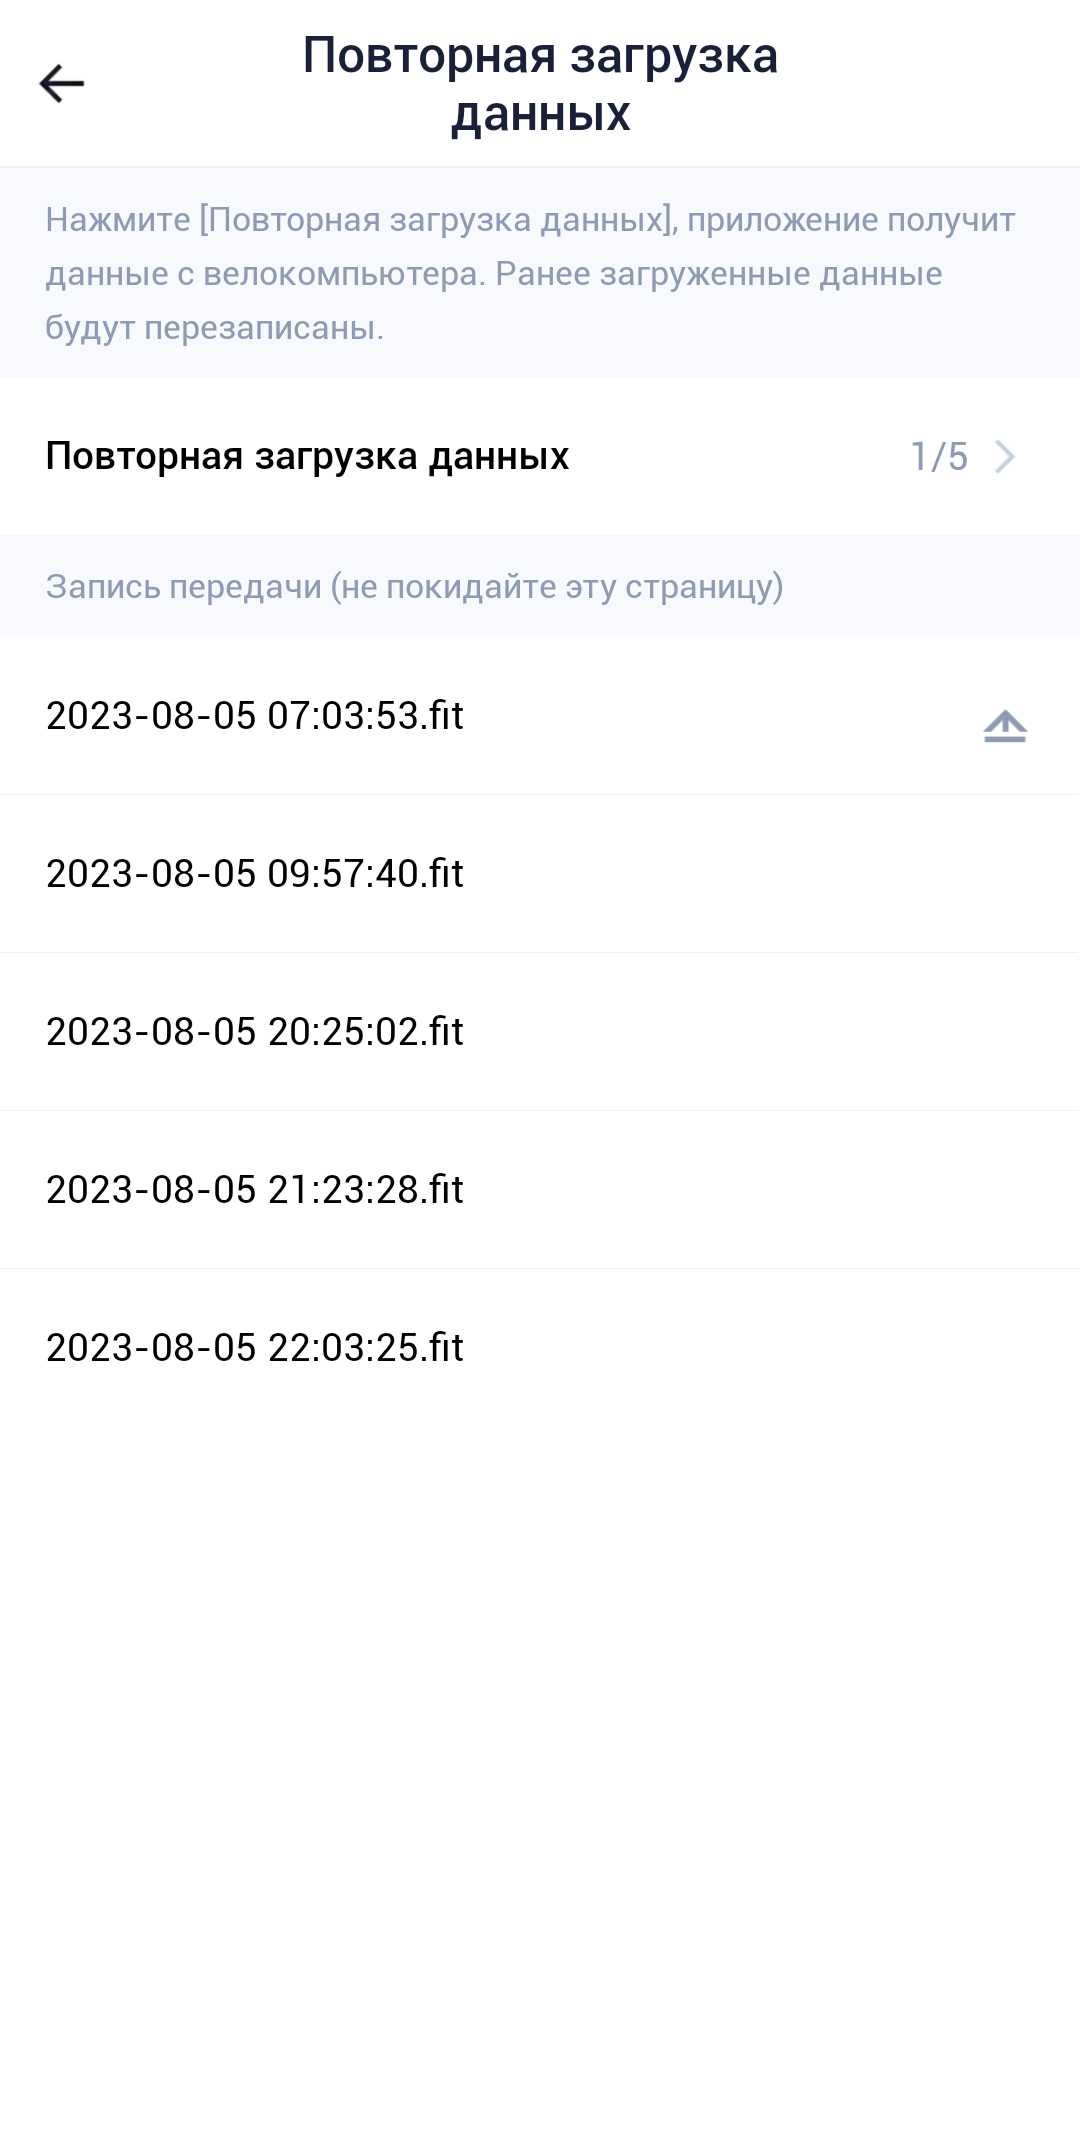 Повторная загрузка
данных
Нажмите [Повторная загрузка данных], приложение получит
данные с велокомпьютера. Ранее загруженные данные
будут перезаписаны.
Повторная загрузка данных 1/5
Запись передачи (не покидайте эту страницу)
2023-08-05 07:03:53.fit
2023-08-05 09:57:40.fit
2023-08-05 20:25:02.fit
2023-08-05 21:23:28.fit
2023-08-05 22:03:25.fit